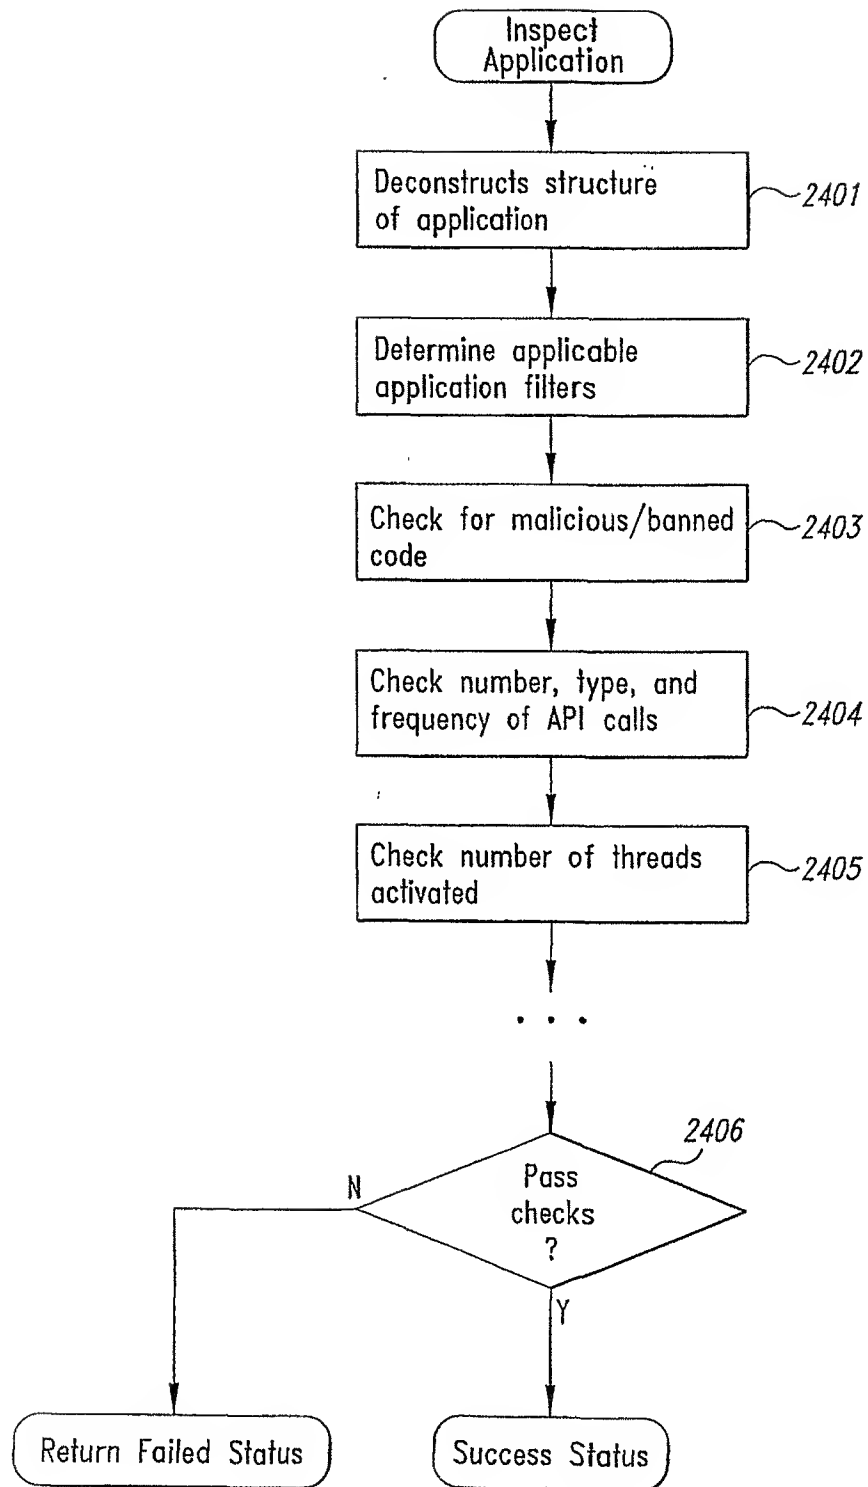 Inspect
Application
Deconstructs structure
of application
2401
Determine applicable
application filters
2402
Check for malicious/banned
code
2403
Check number, type, and
frequency of API calls
2404
Check number of threads
activated
2405
. . .
2406
Pass
checks
?
N
Y
Return Failed Status
Success Status